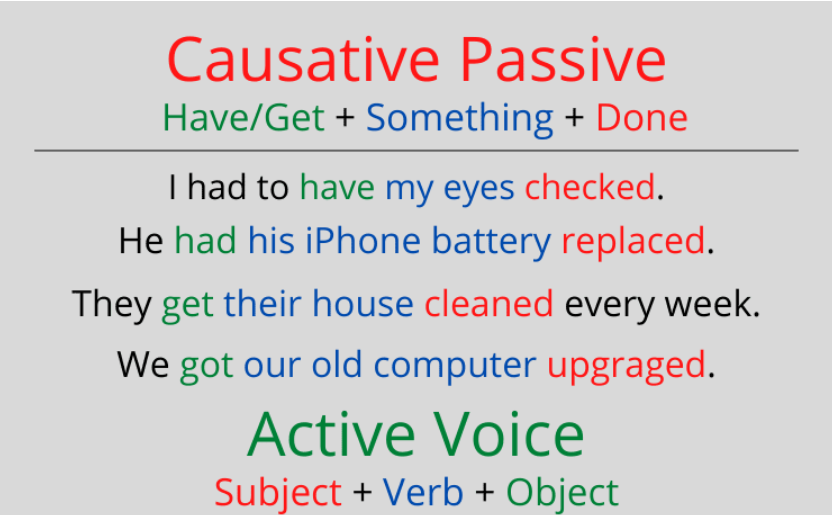 Causative Passive
Have/Get + Something + Done
I had to have my eyes checked.
He had his iPhone battery replaced.
They get their house cleaned every week.
We got our old computer upgraged.
Active Voice
Subject + Verb + Object